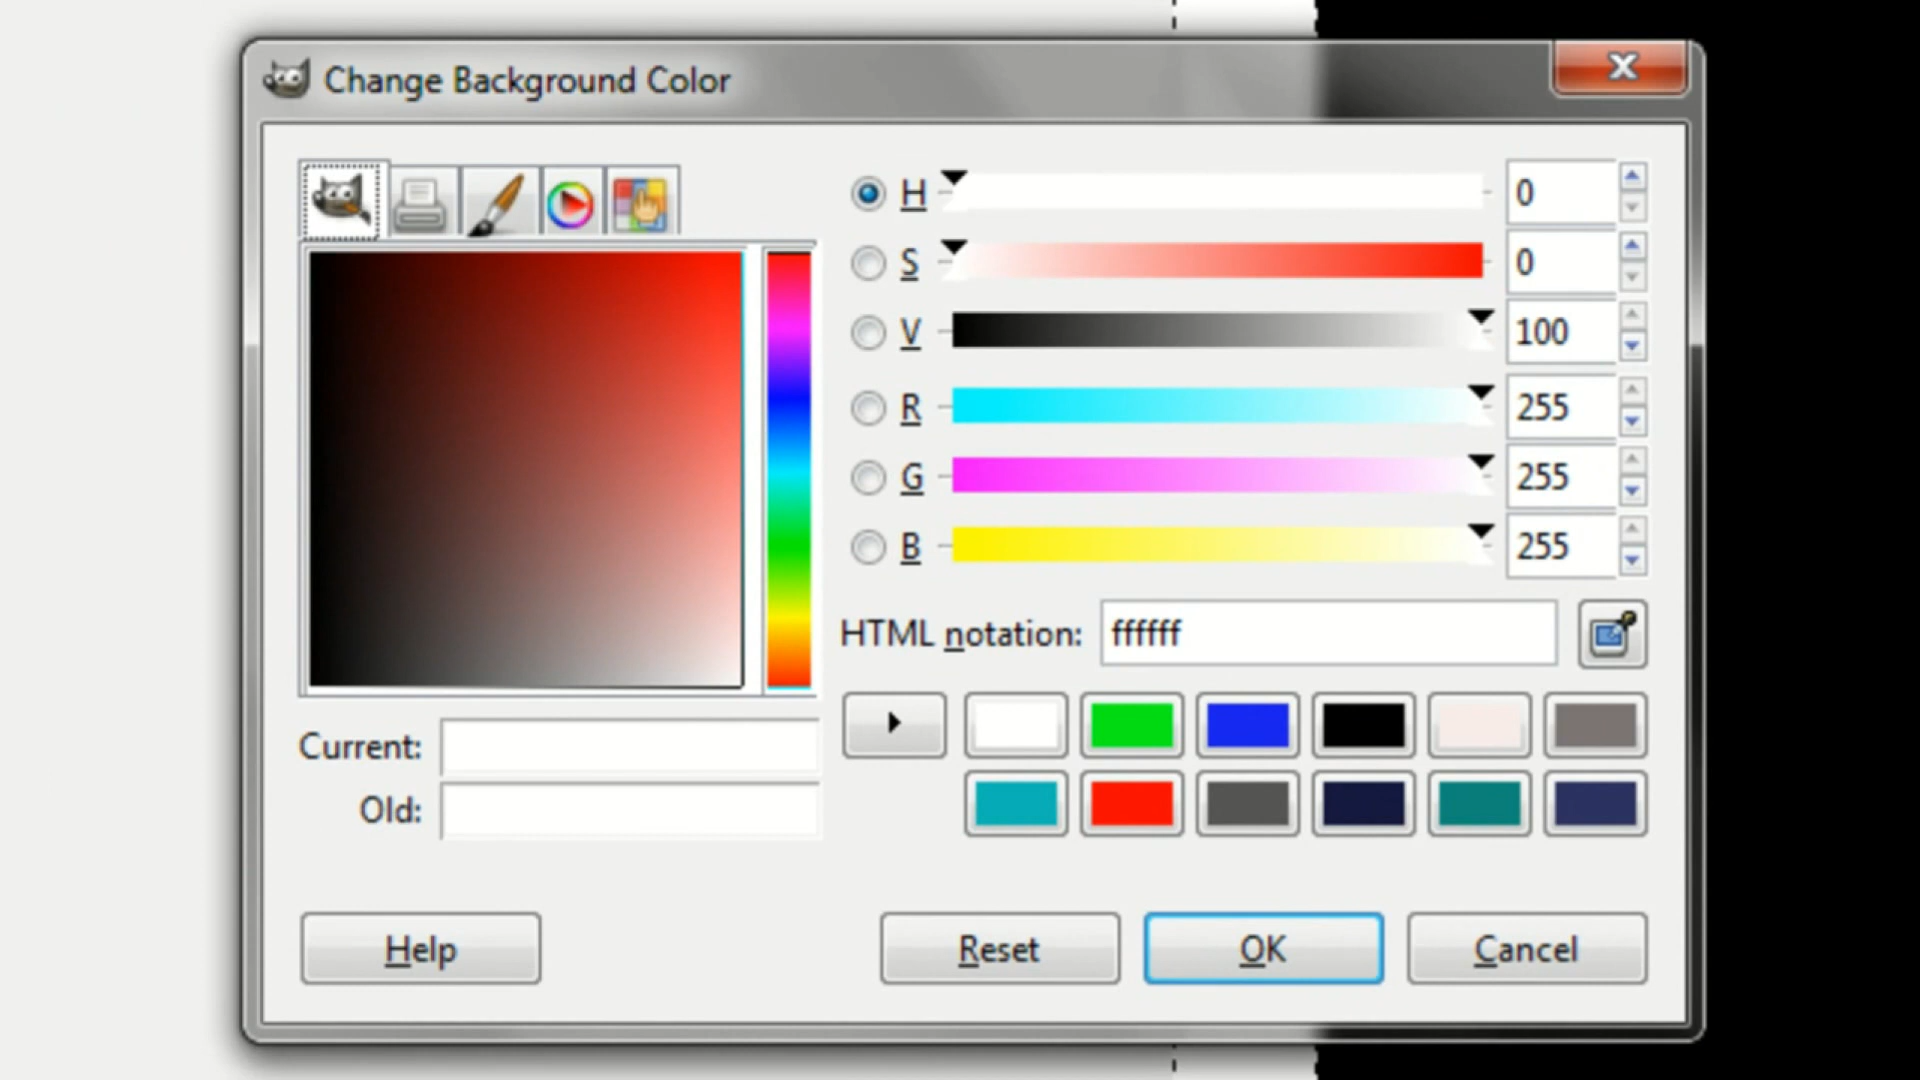 Change Background Color
H 0
S 0
V 100
R 255
G 255
B 255
HTML notation: ffffff
Current:
Old:
Help Reset OK Cancel